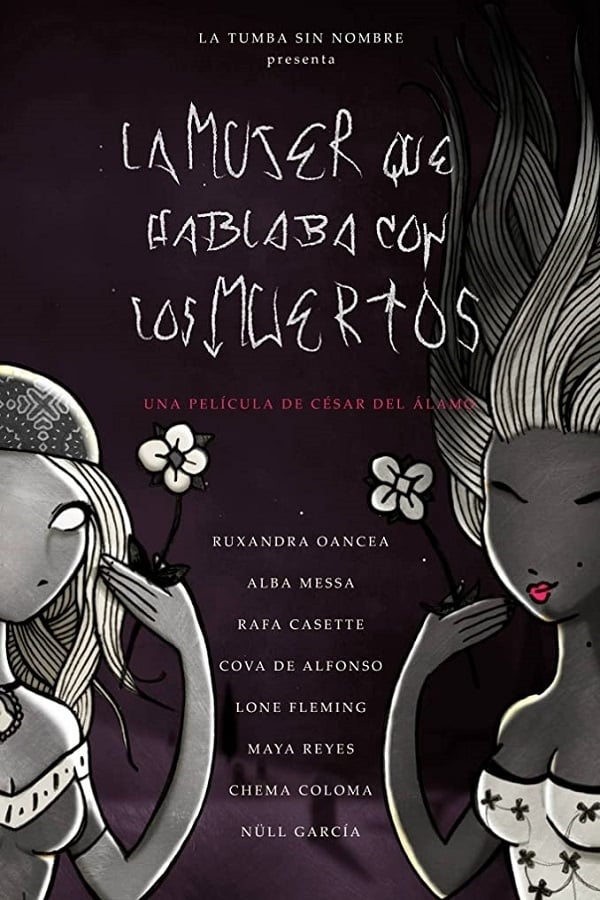 LA TUMBA SIN NOMBRE
presenta
LA MUJER QUE
HABLABA CON
LOS MUERTOS
UNA PELÍCULA DE CÉSAR DEL ÁLAMO
RUXANDRA OANCEA
ALBA MESSA
RAFA CASETTE
COVA DE ALFONSO
LONE FLEMING
MAYA REYES
CHEMA COLOMA
NÜLL GARCÍA